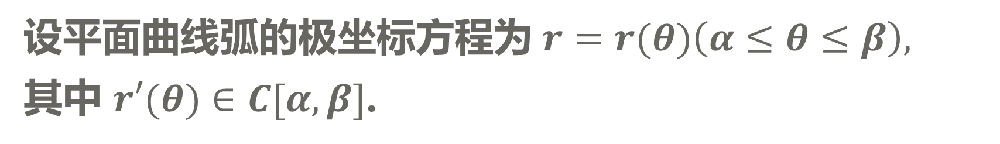 设平面曲线弧的极坐标方程为 r = r(θ)(α ≤ θ ≤ β),
其中 r′(θ) ∈ C[α, β].